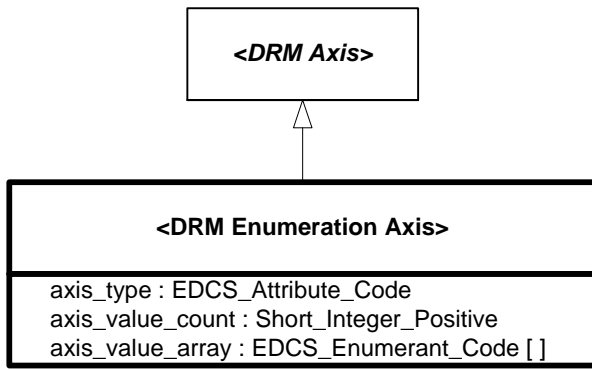 <DRM Axis>
<DRM Enumeration Axis>
axis_type : EDCS_Attribute_Code
axis_value_count : Short_Integer_Positive
axis_value_array : EDCS_Enumerant_Code [ ]